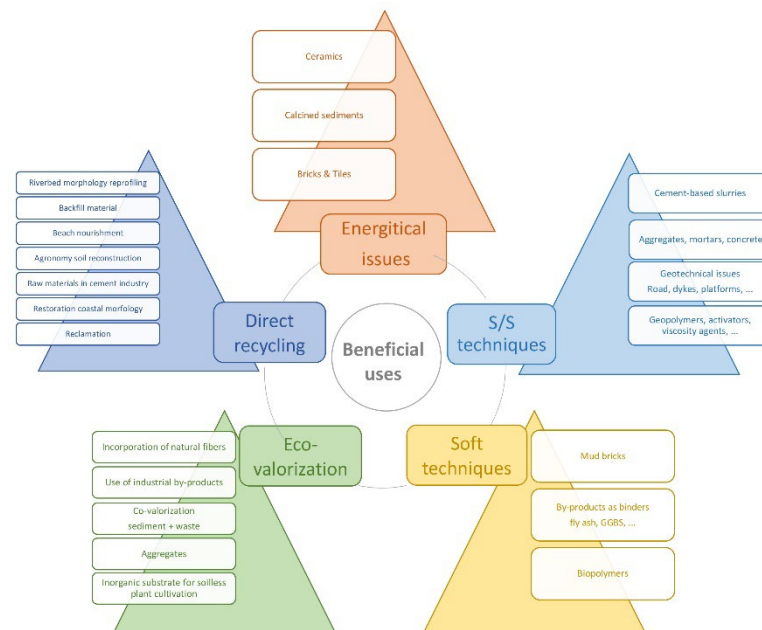 Ceramics
Calcined sediments
Bricks & Tiles
Energitical
issues
Riverbed morphology reprofiling
Backfill material
Beach nourishment
Agronomy soil reconstruction
Raw materials in cement industry
Restoration coastal morfology
Reclamation
Direct
recycling
Cement-based slurries
Aggregates, mortars, concrete
Geotechnical issues
Road, dykes, platforms, ...
Geopolymers, activators,
viscosity agents, ...
S/S
techniques
Beneficial
uses
Incorporation of natural fibers
Use of industrial by-products
Co-valorization
sediment + waste
Aggregates
Inorganic substrate for soilless
plant cultivation
Eco-
valorization
Soft
techniques
Mud bricks
By-products as binders
fly ash, GGBS, ...
Biopolymers